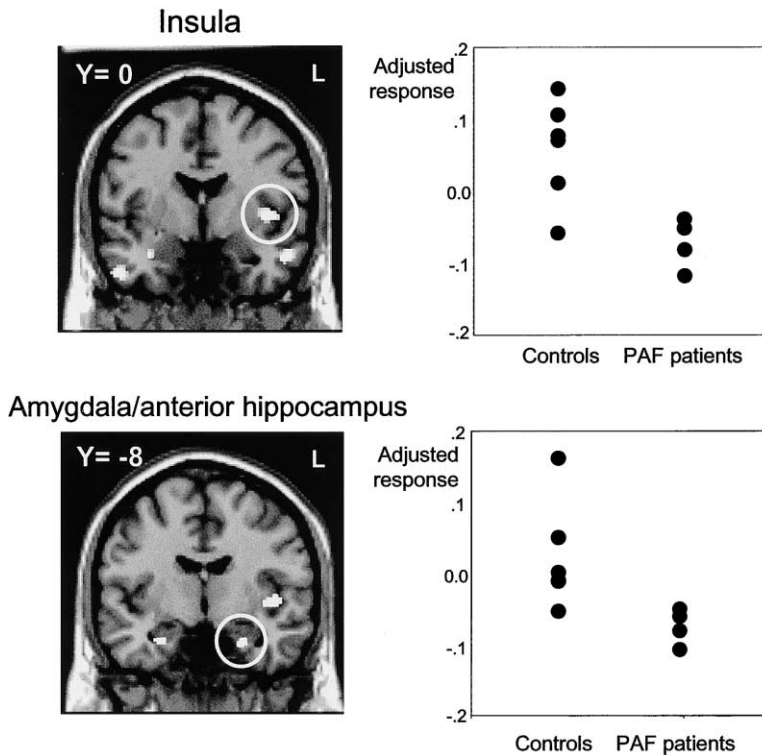 Insula
Y= 0
L
Adjusted
response
.2
.1
0.0
-.1
-.2
Controls
PAF patients
Amygdala/anterior hippocampus
Y= -8
L
Adjusted
response
.2
.1
0.0
-.1
-.2
Controls
PAF patients